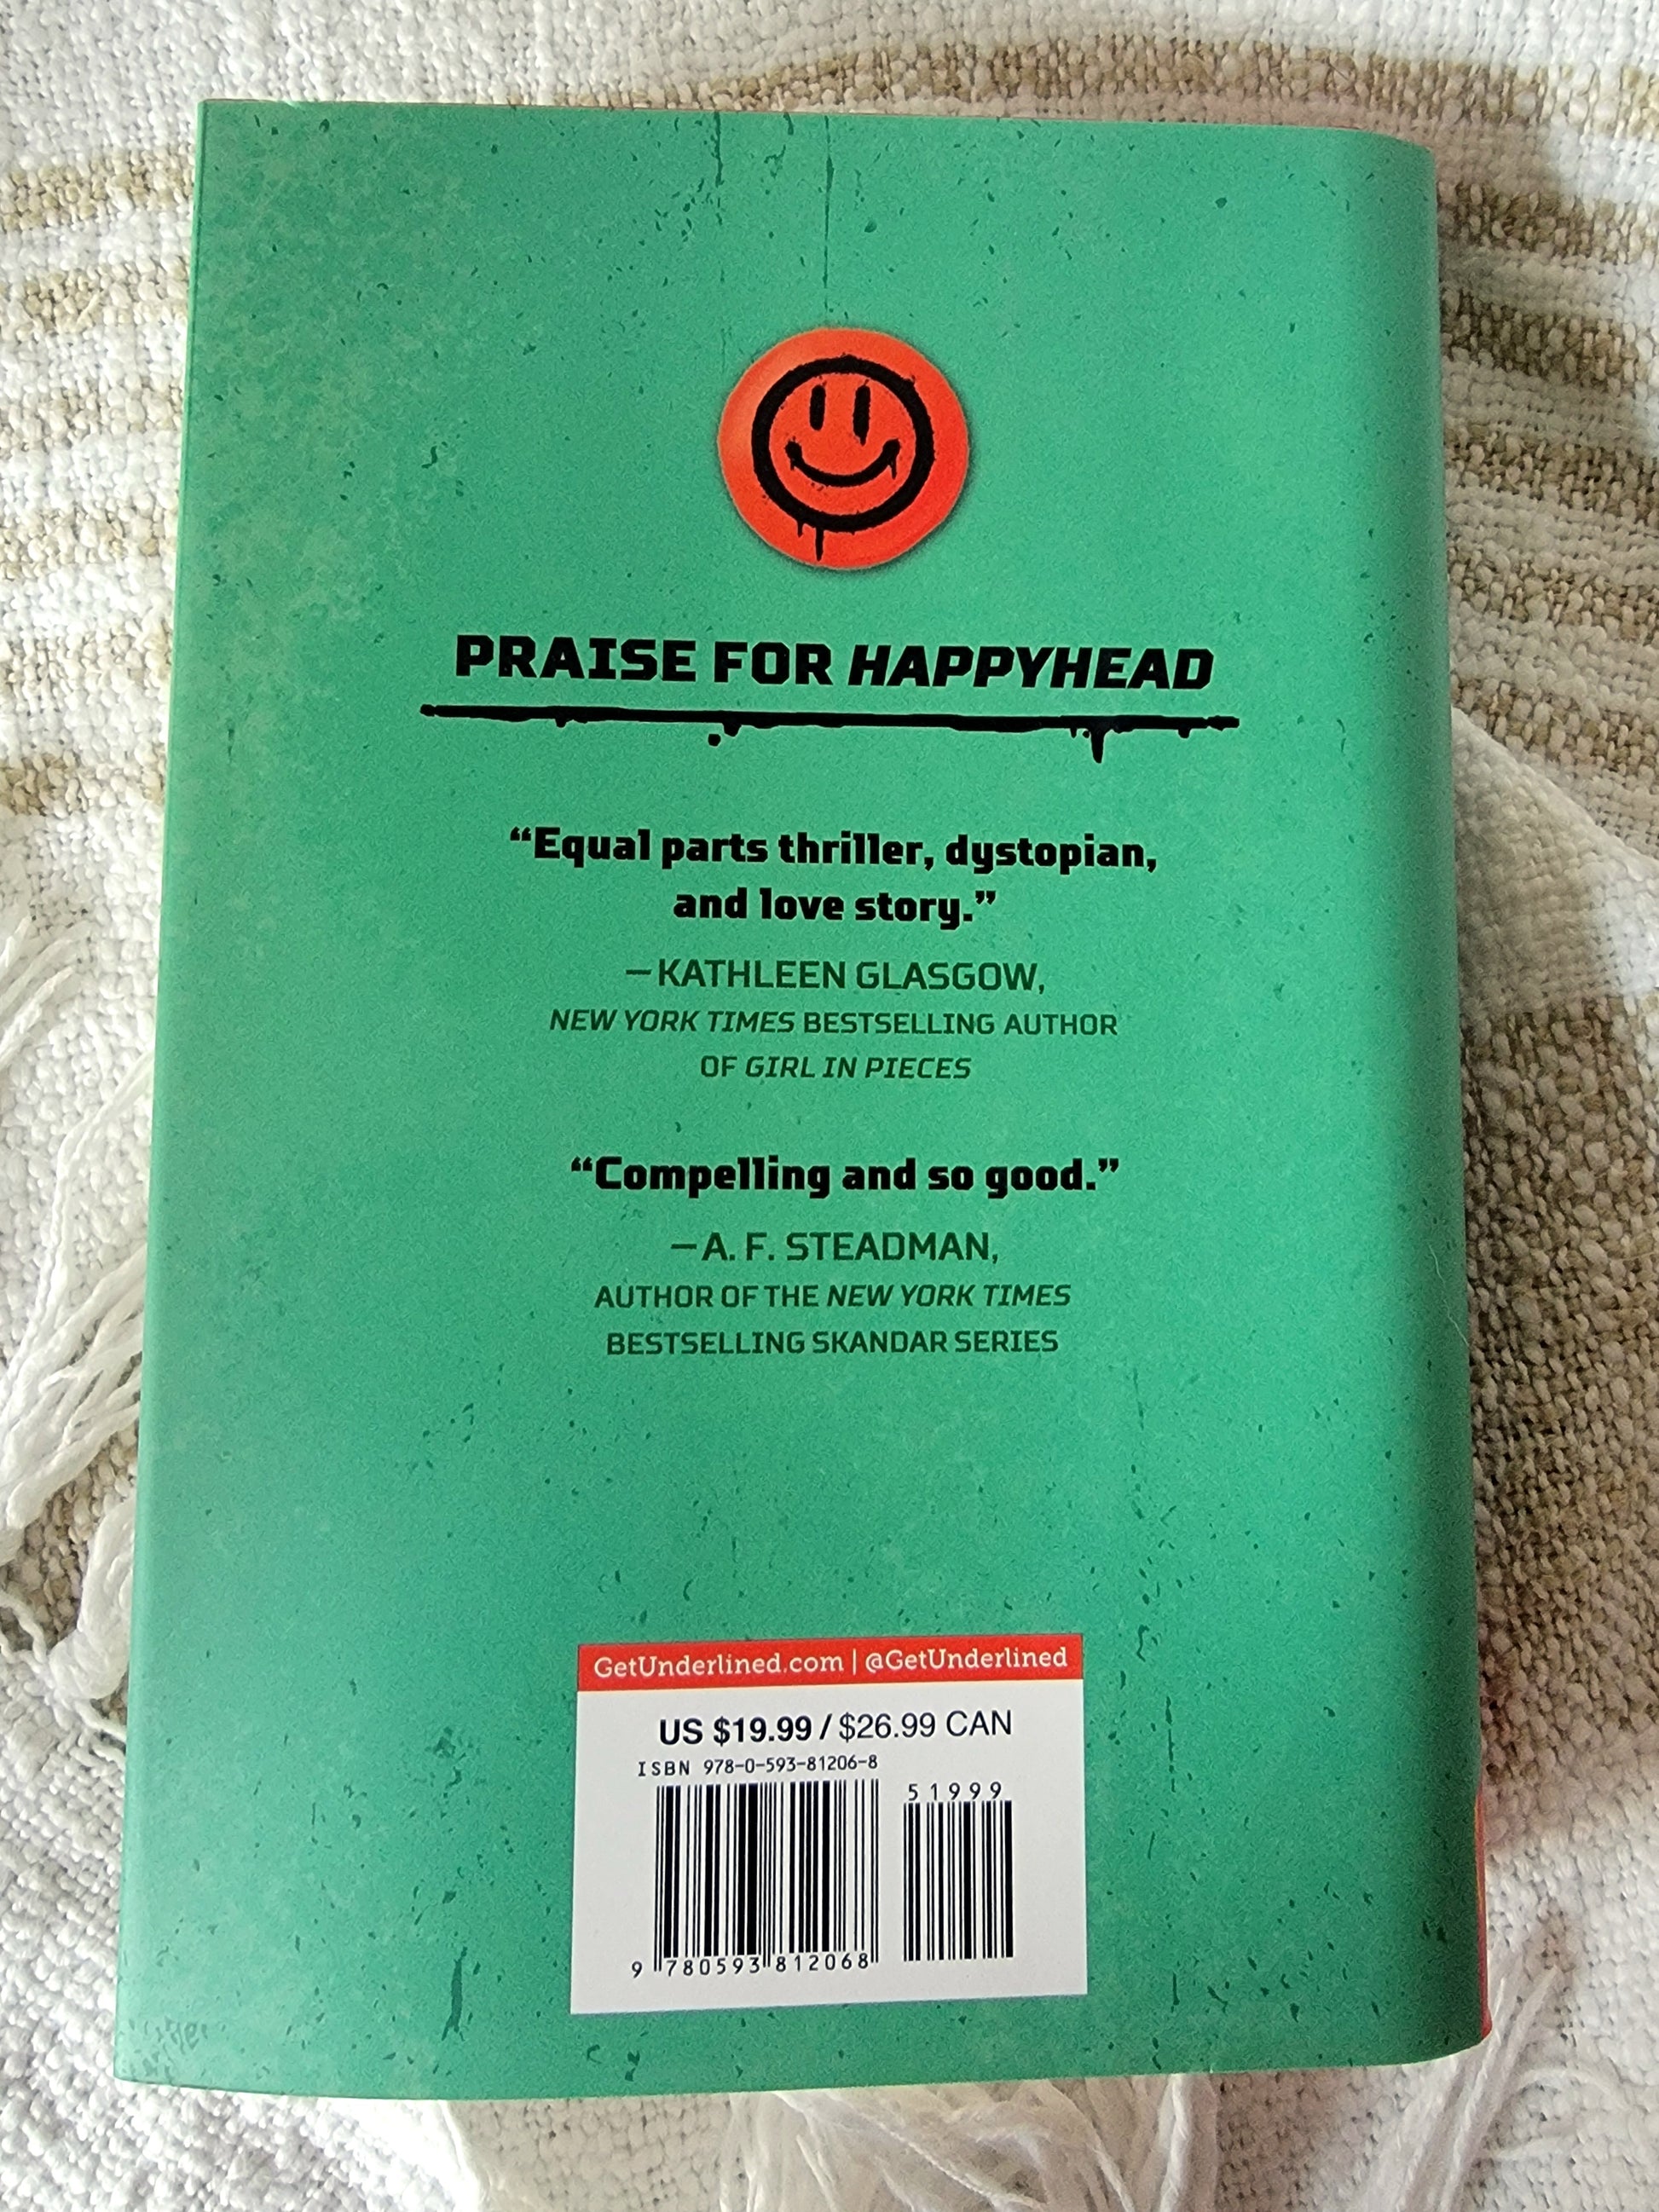 PRAISE FOR HAPPYHEAD
“Equal parts thriller, dystopian,
and love story.”
—KATHLEEN GLASGOW,
NEW YORK TIMES BESTSELLING AUTHOR
OF GIRL IN PIECES
“Compelling and so good.”
—A. F. STEADMAN,
AUTHOR OF THE NEW YORK TIMES
BESTSELLING SKANDAR SERIES
GetUnderlined.com | @GetUnderlined
US $19.99 / $26.99 CAN
ISBN 978-0-593-81206-8
51999
9 780593 812068